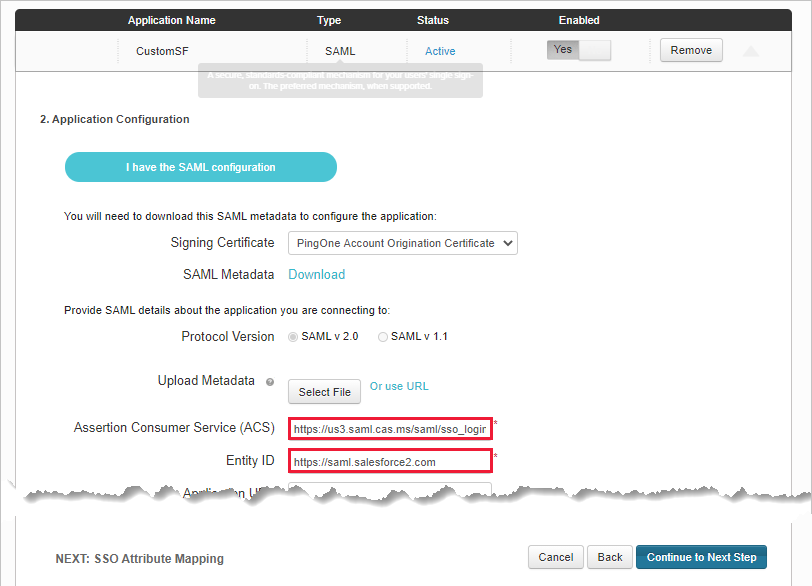 Application Name Type Status Enabled
CustomSF SAML Active Yes Remove
A secure, standards-compliant mechanism for your users' single sign-
on. The preferred mechanism, when supported.
2. Application Configuration
I have the SAML configuration
You will need to download this SAML metadata to configure the application:
Signing Certificate PingOne Account Origination Certificate
SAML Metadata Download
Provide SAML details about the application you are connecting to:
Protocol Version SAML v 2.0 SAML v 1.1
Upload Metadata Select File Or use URL
Assertion Consumer Service (ACS) https://us3.saml.cas.ms/saml/sso_login *
Entity ID https://saml.salesforce2.com *
Application U
NEXT: SSO Attribute Mapping Cancel Back Continue to Next Step